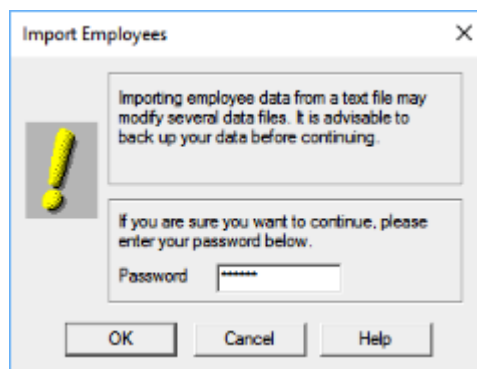 Import Employees
Importing employee data from a text file may
modify several data files. It is advisable to
back up your data before continuing.
If you are sure you want to continue, please
enter your password below.
Password ******
OK Cancel Help